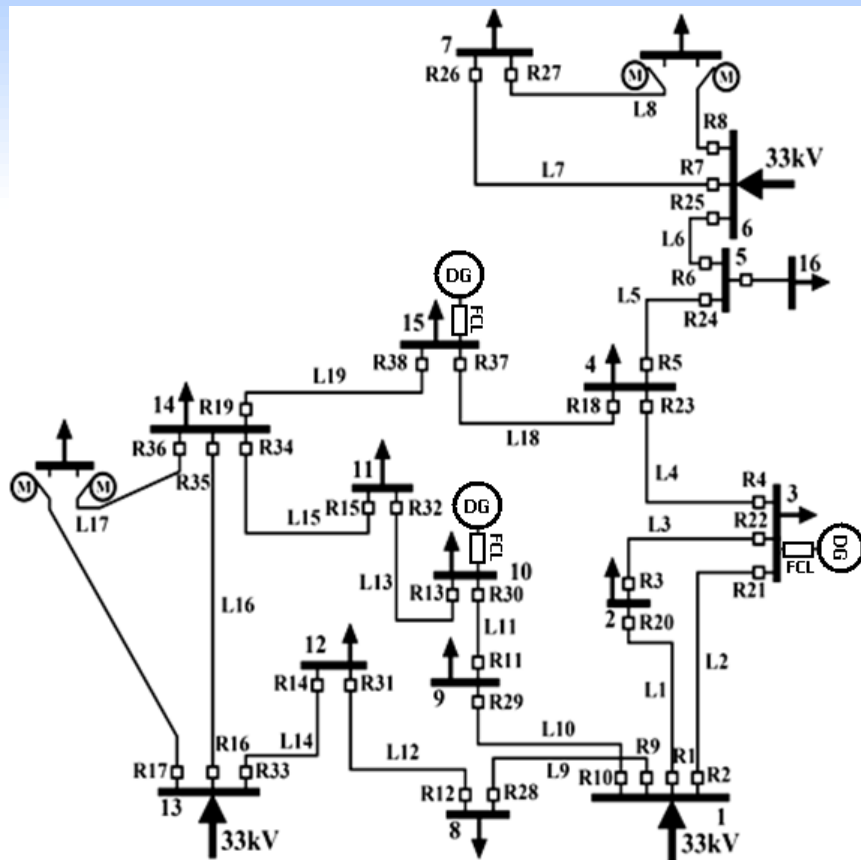 7
R26 R27
M M
L8
R8
R7
33kV
L7
R25
6
L6
DG
5
16
R6
FCL
L5
R24
15
R38 R37
4
R5
L19
R18 R23
14
R19
L18
R36
R34
R35
11
L4
R4
3
M M
R15 R32
DG
L3
R22
L17
L15
FCL
DG
FCL
10
R21
L13
R13 R30
R3
L16
2
L11
R20
12
L2
R11
R14 R31
9
R29
L1
L10
R16
L14
R9
R1
R17
R33
L12
L9
R10
R2
R12 R28
13
8
1
33kV
33kV